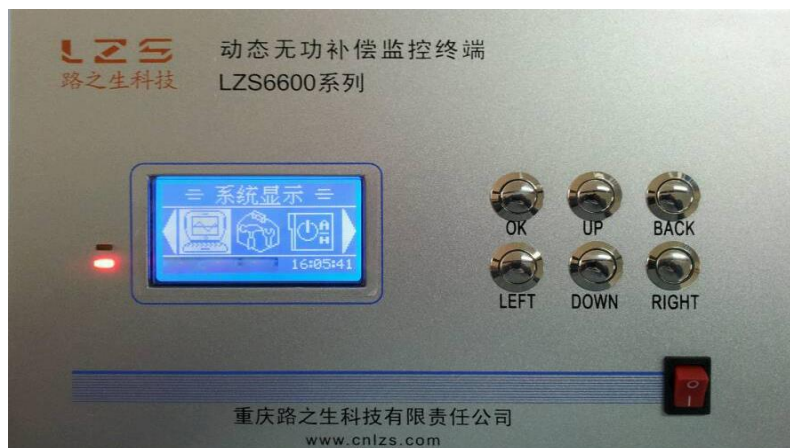 LZS
路之生科技
动态无功补偿监控终端
LZS6600系列
系统显示
16:05:41
OK UP BACK
LEFT DOWN RIGHT
重庆路之生科技有限责任公司
www.cnlzs.com